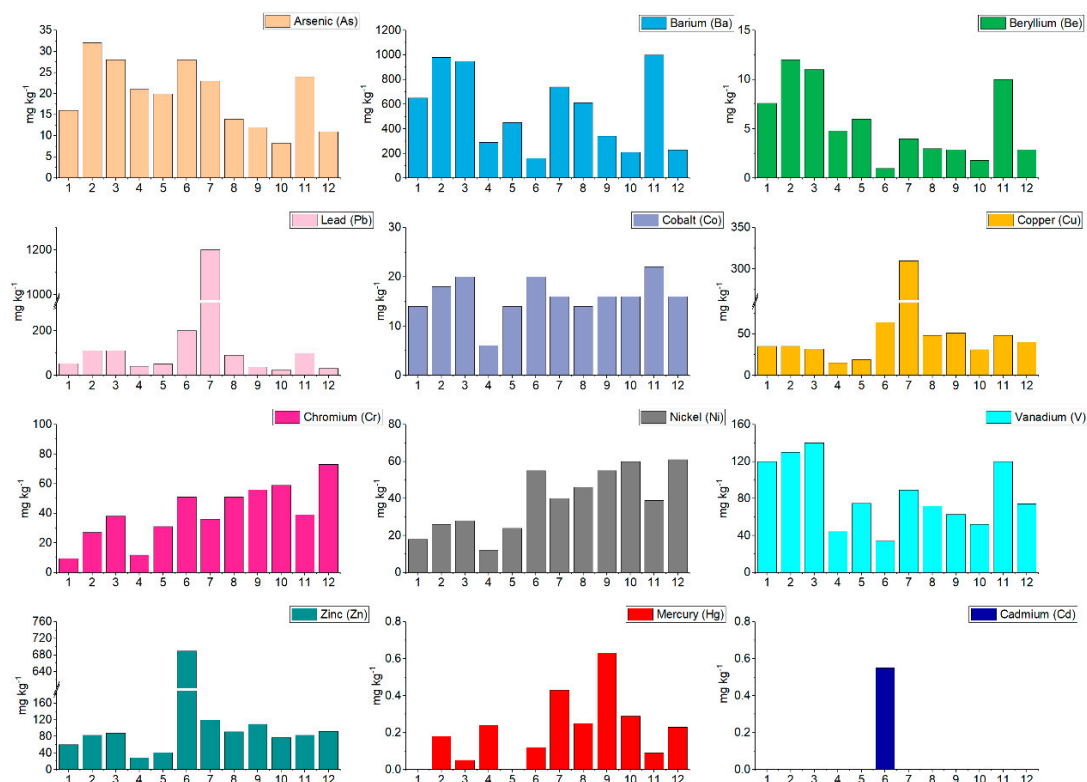 Arsenic (As)
mg kg-1
35
30
25
20
15
10
5
0
1 2 3 4 5 6 7 8 9 10 11 12
Barium (Ba)
mg kg-1
1200
1000
800
600
400
200
0
1 2 3 4 5 6 7 8 9 10 11 12
Beryllium (Be)
mg kg-1
15
10
5
0
1 2 3 4 5 6 7 8 9 10 11 12
Lead (Pb)
mg kg-1
1200
1000
200
0
1 2 3 4 5 6 7 8 9 10 11 12
Cobalt (Co)
mg kg-1
30
20
10
0
1 2 3 4 5 6 7 8 9 10 11 12
Copper (Cu)
mg kg-1
350
300
50
0
1 2 3 4 5 6 7 8 9 10 11 12
Chromium (Cr)
mg kg-1
100
80
60
40
20
0
1 2 3 4 5 6 7 8 9 10 11 12
Nickel (Ni)
mg kg-1
80
60
40
20
0
1 2 3 4 5 6 7 8 9 10 11 12
Vanadium (V)
mg kg-1
160
120
80
40
0
1 2 3 4 5 6 7 8 9 10 11 12
Zinc (Zn)
mg kg-1
760
720
680
640
160
120
80
40
0
1 2 3 4 5 6 7 8 9 10 11 12
Mercury (Hg)
mg kg-1
0.8
0.6
0.4
0.2
0.0
1 2 3 4 5 6 7 8 9 10 11 12
Cadmium (Cd)
mg kg-1
0.8
0.6
0.4
0.2
0.0
1 2 3 4 5 6 7 8 9 10 11 12